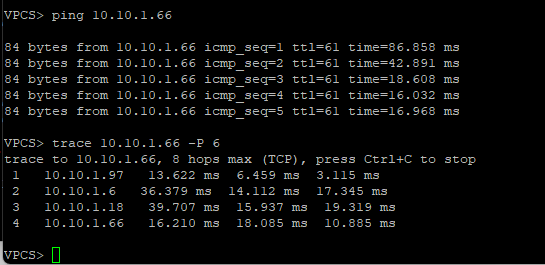 VPCS> ping 10.10.1.66
84 bytes from 10.10.1.66 icmp_seq=1 ttl=61 time=86.858 ms
84 bytes from 10.10.1.66 icmp_seq=2 ttl=61 time=42.891 ms
84 bytes from 10.10.1.66 icmp_seq=3 ttl=61 time=18.608 ms
84 bytes from 10.10.1.66 icmp_seq=4 ttl=61 time=16.032 ms
84 bytes from 10.10.1.66 icmp_seq=5 ttl=61 time=16.968 ms
VPCS> trace 10.10.1.66 -P 6
trace to 10.10.1.66, 8 hops max (TCP), press Ctrl+C to stop
1 10.10.1.97 13.622 ms 6.459 ms 3.115 ms
2 10.10.1.6 36.379 ms 14.112 ms 17.345 ms
3 10.10.1.18 39.707 ms 15.937 ms 19.319 ms
4 10.10.1.66 16.210 ms 18.085 ms 10.885 ms
VPCS>